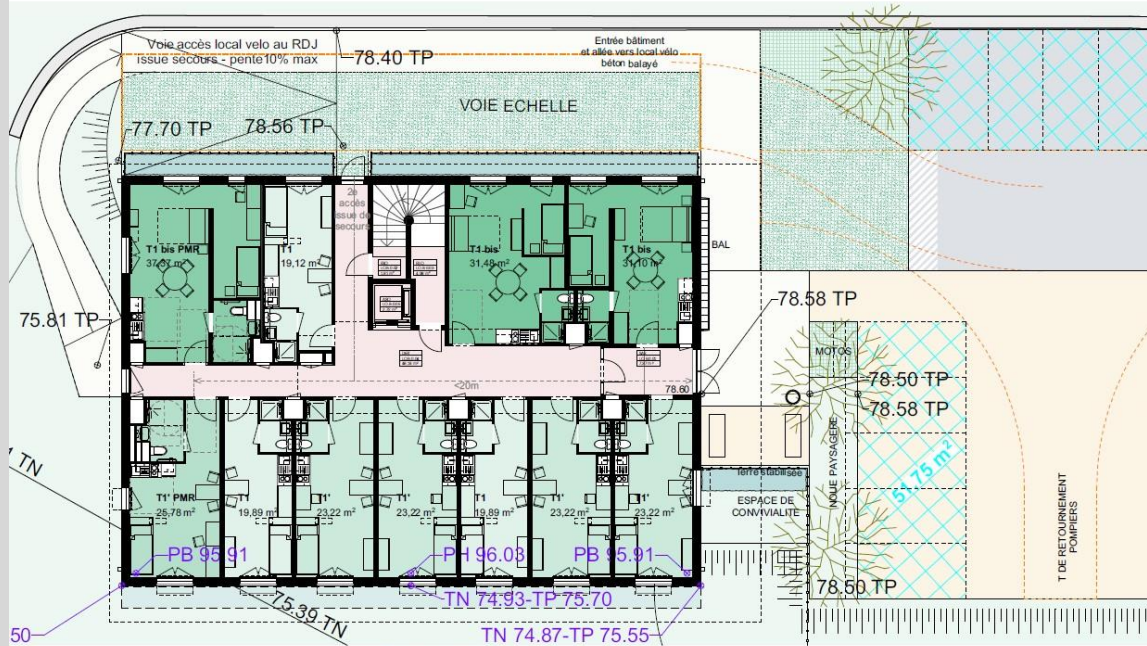 Voie accès local velo au RDJ
issue secours - pente10% max
78.40 TP
Entrée bâtiment
et allée vers local vélo
béton balayé
VOIE ECHELLE
77.70 TP
78.56 TP
2e
accès
issue de
secours
T1 bis PMR
37,37 m²
T1
19,12 m²
T1 bis
31,48 m²
T1 bis
31,10 m²
BAL
75.81 TP
78.58 TP
MOTOS
<20m
78.60
78.50 TP
78.58 TP
NOUE PAYSAGERE
51.75 m²
T DE RETOURNEMENT
POMPIERS
Terre stabilisée
ESPACE DE
CONVIVIALITE
TN
T1' PMR
25,78 m²
T1
19,89 m²
T1'
23,22 m²
T1'
23,22 m²
T1
19,89 m²
T1'
23,22 m²
T1'
23,22 m²
PB 95.91
PH 96.03
PB 95.91
78.50 TP
75.39 TN
TN 74.93-TP 75.70
50
TN 74.87-TP 75.55